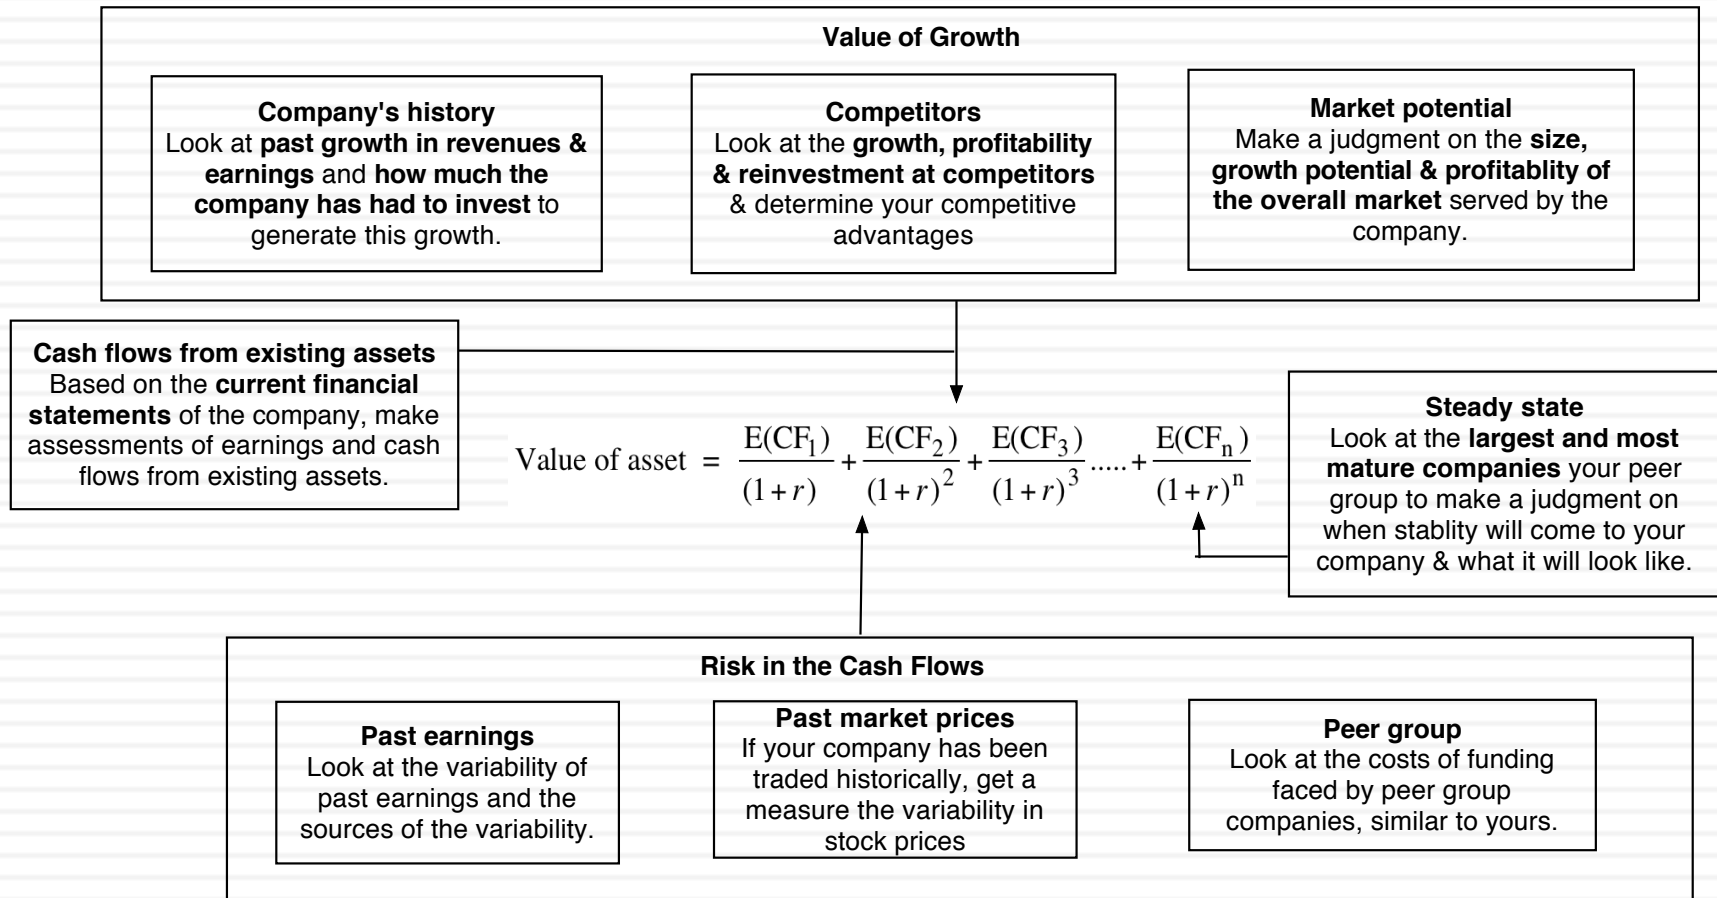 Value of Growth
Company's history
Look at past growth in revenues &
earnings and how much the
company has had to invest to
generate this growth.
Competitors
Look at the growth, profitability
& reinvestment at competitors
& determine your competitive
advantages
Market potential
Make a judgment on the size,
growth potential & profitablity of
the overall market served by the
company.
Cash flows from existing assets
Based on the current financial
statements of the company, make
assessments of earnings and cash
flows from existing assets.
Value of asset = E(CF₁)/(1+r) + E(CF₂)/(1+r)² + E(CF₃)/(1+r)³ ..... + E(CFₙ)/(1+r)ⁿ
Steady state
Look at the largest and most
mature companies your peer
group to make a judgment on
when stablity will come to your
company & what it will look like.
Risk in the Cash Flows
Past earnings
Look at the variability of
past earnings and the
sources of the variability.
Past market prices
If your company has been
traded historically, get a
measure the variability in
stock prices
Peer group
Look at the costs of funding
faced by peer group
companies, similar to yours.